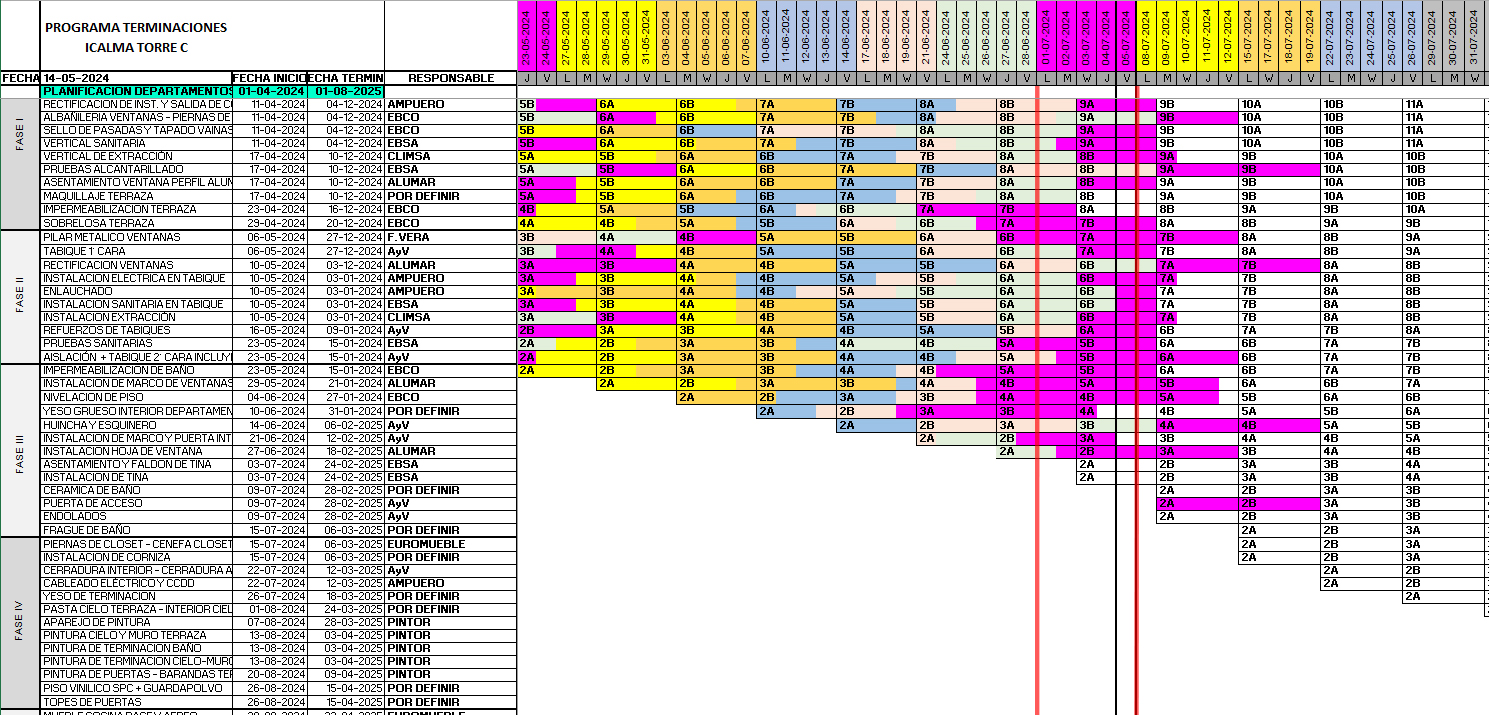 PROGRAMA TERMINACIONES
ICALMA TORRE C
23-05-2024 24-05-2024 27-05-2024 28-05-2024 29-05-2024 30-05-2024 31-05-2024 03-06-2024 04-06-2024 05-06-2024 06-06-2024 07-06-2024 10-06-2024 11-06-2024 12-06-2024 13-06-2024 14-06-2024 17-06-2024 18-06-2024 19-06-2024 21-06-2024 24-06-2024 25-06-2024 26-06-2024 27-06-2024 28-06-2024 01-07-2024 02-07-2024 03-07-2024 04-07-2024 05-07-2024 08-07-2024 09-07-2024 10-07-2024 11-07-2024 12-07-2024 15-07-2024 17-07-2024 18-07-2024 19-07-2024 22-07-2024 23-07-2024 24-07-2024 25-07-2024 26-07-2024 29-07-2024 30-07-2024 31-07-2024
FECHA 14-05-2024 FECHA INICIO ECHA TERMIN RESPONSABLE J V L M W J V L M W J V L M W J V L M W V L M W J V L M W J V L M W J V L W J V L M W J V L M W
PLANIFICACION DEPARTAMENTOS 01-04-2024 01-08-2025
FASE I
RECTIFICACION DE INST. Y SALIDA DE C 11-04-2024 04-12-2024 AMPUERO 5B 6A 6B 7A 7B 8A 8B 9A 9B 10A 10B 11A
ALBAÑILERIA VENTANAS - PIERNAS DE 11-04-2024 04-12-2024 EBCO 5B 6A 6B 7A 7B 8A 8B 9A 9B 10A 10B 11A
SELLO DE PASADAS Y TAPADO VAINAS 11-04-2024 04-12-2024 EBCO 5B 6A 6B 7A 7B 8A 8B 9A 9B 10A 10B 11A
VERTICAL SANITARIA 11-04-2024 04-12-2024 EBSA 5B 6A 6B 7A 7B 8A 8B 9A 9B 10A 10B 11A
VERTICAL DE EXTRACCIÓN 17-04-2024 10-12-2024 CLIMSA 5A 5B 6A 6B 7A 7B 8A 8B 9A 9B 10A 10B
PRUEBAS ALCANTARILLADO 17-04-2024 10-12-2024 EBSA 5A 5B 6A 6B 7A 7B 8A 8B 9A 9B 10A 10B
ASENTAMIENTO VENTANA PERFIL ALUM 17-04-2024 10-12-2024 ALUMAR 5A 5B 6A 6B 7A 7B 8A 8B 9A 9B 10A 10B
MAQUILLAJE TERRAZA 17-04-2024 10-12-2024 POR DEFINIR 5A 5B 6A 6B 7A 7B 8A 8B 9A 9B 10A 10B
IMPERMEABILIZACION TERRAZA 23-04-2024 16-12-2024 EBCO 4B 5A 5B 6A 6B 7A 7B 8A 8B 9A 9B 10A
SOBRELOSA TERRAZA 29-04-2024 20-12-2024 EBCO 4A 4B 5A 5B 6A 6B 7A 7B 8A 8B 9A 9B
FASE II
PILAR METALICO VENTANAS 06-05-2024 27-12-2024 F. VERA 3B 4A 4B 5A 5B 6A 6B 7A 7B 8A 8B 9A
TABIQUE 1° CARA 06-05-2024 27-12-2024 AyV 3B 4A 4B 5A 5B 6A 6B 7A 7B 8A 8B 9A
RECTIFICACION VENTANAS 10-05-2024 03-12-2024 ALUMAR 3A 3B 4A 4B 5A 5B 6A 6B 7A 7B 8A 8B
INSTALACION ELECTRICA EN TABIQUE 10-05-2024 03-01-2024 AMPUERO 3A 3B 4A 4B 5A 5B 6A 6B 7A 7B 8A 8B
ENLAUCHADO 10-05-2024 03-01-2024 AMPUERO 3A 3B 4A 4B 5A 5B 6A 6B 7A 7B 8A 8B
INSTALACION SANITARIA EN TABIQUE 10-05-2024 03-01-2024 EBSA 3A 3B 4A 4B 5A 5B 6A 6B 7A 7B 8A 8B
INSTALACION EXTRACCIÓN 10-05-2024 03-01-2024 CLIMSA 3A 3B 4A 4B 5A 5B 6A 6B 7A 7B 8A 8B
REFUERZOS DE TABIQUES 16-05-2024 09-01-2024 AyV 2B 3A 3B 4A 4B 5A 5B 6A 6B 7A 7B 8A
PRUEBAS SANITARIAS 23-05-2024 15-01-2024 EBSA 2A 2B 3A 3B 4A 4B 5A 5B 6A 6B 7A 7B
AISLACIÓN + TABIQUE 2° CARA INCLUYE 23-05-2024 15-01-2024 AyV 2A 2B 3A 3B 4A 4B 5A 5B 6A 6B 7A 7B
FASE III
IMPERMEABILIZACION DE BAÑO 23-05-2024 15-01-2024 EBCO 2A 2B 3A 3B 4A 4B 5A 5B 6A 6B 7A 7B
INSTALACION DE MARCO DE VENTANAS 29-05-2024 21-01-2024 ALUMAR 2A 2B 3A 3B 4A 4B 5A 5B 6A 6B 7A
NIVELACION DE PISO 04-06-2024 27-01-2024 EBCO 2A 2B 3A 3B 4A 4B 5A 5B 6A 6B
YESO GRUESO INTERIOR DEPARTAMEN 10-06-2024 31-01-2024 POR DEFINIR 2A 2B 3A 3B 4A 4B 5A 5B 6A
HUINCHA Y ESQUINERO 14-06-2024 06-02-2024 AyV 2A 2B 3A 3B 4A 4B 5A 5B
INSTALACION DE MARCO Y PUERTA INT 21-06-2024 12-02-2024 AyV 2A 2B 3A 3B 4A 4B 5A
INSTALACION HOJA DE VENTANA 27-06-2024 18-02-2024 ALUMAR 2A 2B 3A 3B 4A 4B
ASENTAMIENTO Y FALDON DE TINA 03-07-2024 24-02-2024 EBSA 2A 2B 3A 3B 4A
INSTALACION DE TINA 03-07-2024 24-02-2024 EBSA 2A 2B 3A 3B 4A
CERAMICA DE BAÑO 09-07-2024 28-02-2025 POR DEFINIR 2A 2B 3A 3B
PUERTA DE ACCESO 09-07-2024 28-02-2025 AyV 2A 2B 3A 3B
ENDOLADOS 09-07-2024 28-02-2025 AyV 2A 2B 3A 3B
FRAGUE DE BAÑO 15-07-2024 06-03-2025 POR DEFINIR 2A 2B 3A
FASE IV
PIERNAS DE CLOSET - CENEFA CLOSET 15-07-2024 06-03-2025 EUROMUEBLE 2A 2B 3A
INSTALACION DE CORNIZA 15-07-2024 06-03-2025 POR DEFINIR 2A 2B 3A
CERRADURA INTERIOR - CERRADURA A 22-07-2024 12-03-2025 AyV 2A 2B
CABLEADO ELÉCTRICO Y CCDD 22-07-2024 12-03-2025 AMPUERO 2A 2B
YESO DE TERMINACION 26-07-2024 18-03-2025 POR DEFINIR 2A
PASTA CIELO TERRAZA - INTERIOR CIEL 01-08-2024 24-03-2025 POR DEFINIR
APAREJO DE PINTURA 07-08-2024 28-03-2025 PINTOR
PINTURA CIELO Y MURO TERRAZA 13-08-2024 03-04-2025 PINTOR
PINTURA DE TERMINACION BAÑO 13-08-2024 03-04-2025 PINTOR
PINTURA DE TERMINACION CIELO-MURO 13-08-2024 03-04-2025 PINTOR
PINTURA DE PUERTAS - BARANDAS TER 20-08-2024 09-04-2025 PINTOR
PISO VINILICO SPC + GUARDAPOLVO 26-08-2024 15-04-2025 POR DEFINIR
TOPES DE PUERTAS 26-08-2024 15-04-2025 POR DEFINIR